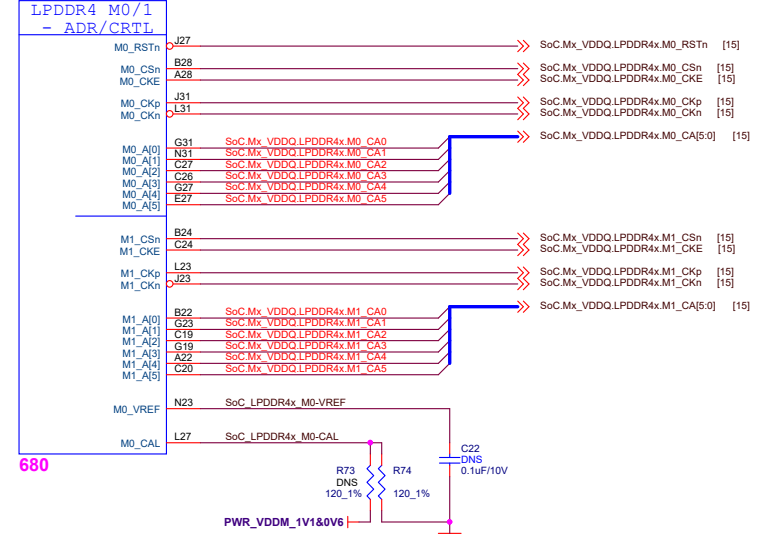 LPDDR4 M0/1
- ADR/CRTL
M0_RSTn J27 SoC.Mx_VDDQ.LPDDR4x.M0_RSTn [15]
M0_CSn B28 SoC.Mx_VDDQ.LPDDR4x.M0_CSn [15]
M0_CKE A28 SoC.Mx_VDDQ.LPDDR4x.M0_CKE [15]
M0_CKp J31 SoC.Mx_VDDQ.LPDDR4x.M0_CKp [15]
M0_CKn L31 SoC.Mx_VDDQ.LPDDR4x.M0_CKn [15]
SoC.Mx_VDDQ.LPDDR4x.M0_CA[5:0] [15]
M0_A[0] G31 SoC.Mx_VDDQ.LPDDR4x.M0_CA0
M0_A[1] N31 SoC.Mx_VDDQ.LPDDR4x.M0_CA1
M0_A[2] C27 SoC.Mx_VDDQ.LPDDR4x.M0_CA2
M0_A[3] C26 SoC.Mx_VDDQ.LPDDR4x.M0_CA3
M0_A[4] G27 SoC.Mx_VDDQ.LPDDR4x.M0_CA4
M0_A[5] E27 SoC.Mx_VDDQ.LPDDR4x.M0_CA5
M1_CSn B24 SoC.Mx_VDDQ.LPDDR4x.M1_CSn [15]
M1_CKE C24 SoC.Mx_VDDQ.LPDDR4x.M1_CKE [15]
M1_CKp L23 SoC.Mx_VDDQ.LPDDR4x.M1_CKp [15]
M1_CKn J23 SoC.Mx_VDDQ.LPDDR4x.M1_CKn [15]
SoC.Mx_VDDQ.LPDDR4x.M1_CA[5:0] [15]
M1_A[0] B22 SoC.Mx_VDDQ.LPDDR4x.M1_CA0
M1_A[1] G23 SoC.Mx_VDDQ.LPDDR4x.M1_CA1
M1_A[2] C19 SoC.Mx_VDDQ.LPDDR4x.M1_CA2
M1_A[3] G19 SoC.Mx_VDDQ.LPDDR4x.M1_CA3
M1_A[4] A22 SoC.Mx_VDDQ.LPDDR4x.M1_CA4
M1_A[5] C20 SoC.Mx_VDDQ.LPDDR4x.M1_CA5
M0_VREF N23 SoC_LPDDR4x_M0-VREF
M0_CAL L27 SoC_LPDDR4x_M0-CAL
680
C22
DNS
0.1uF/10V
R73
DNS
120_1%
R74
120_1%
PWR_VDDM_1V1&0V6